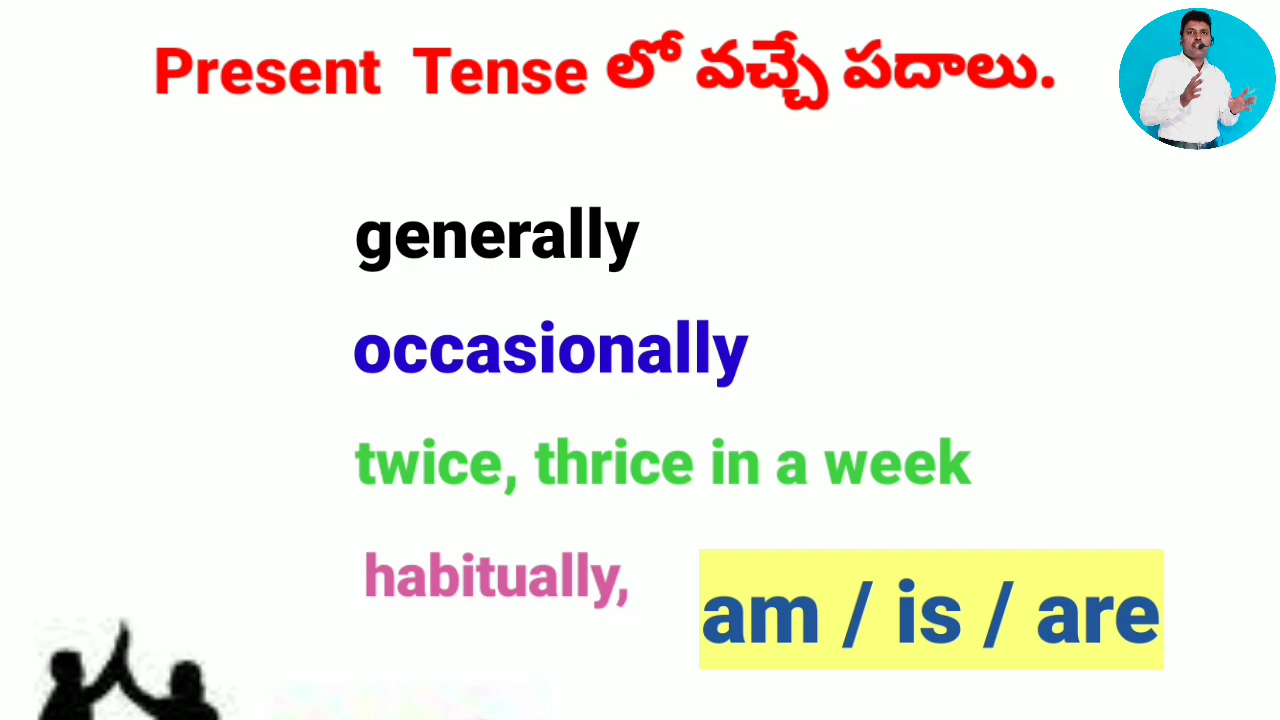 Present Tense లో వచ్చే పదాలు.
generally
occasionally
twice, thrice in a week
habitually,
am / is / are